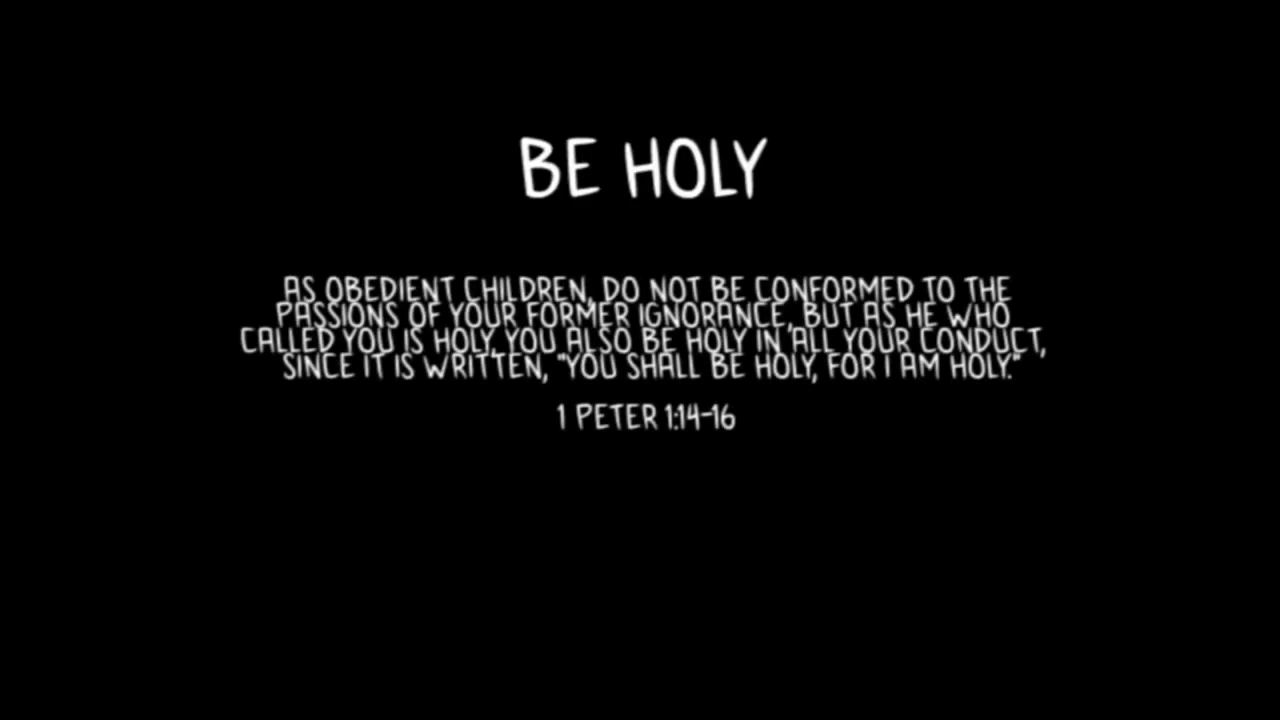 BE HOLY
AS OBEDIENT CHILDREN, DO NOT BE CONFORMED TO THE
PASSIONS OF YOUR FORMER IGNORANCE, BUT AS HE WHO
CALLED YOU IS HOLY, YOU ALSO BE HOLY IN ALL YOUR CONDUCT,
SINCE IT IS WRITTEN, "YOU SHALL BE HOLY, FOR I AM HOLY."
1 PETER 1:14-16